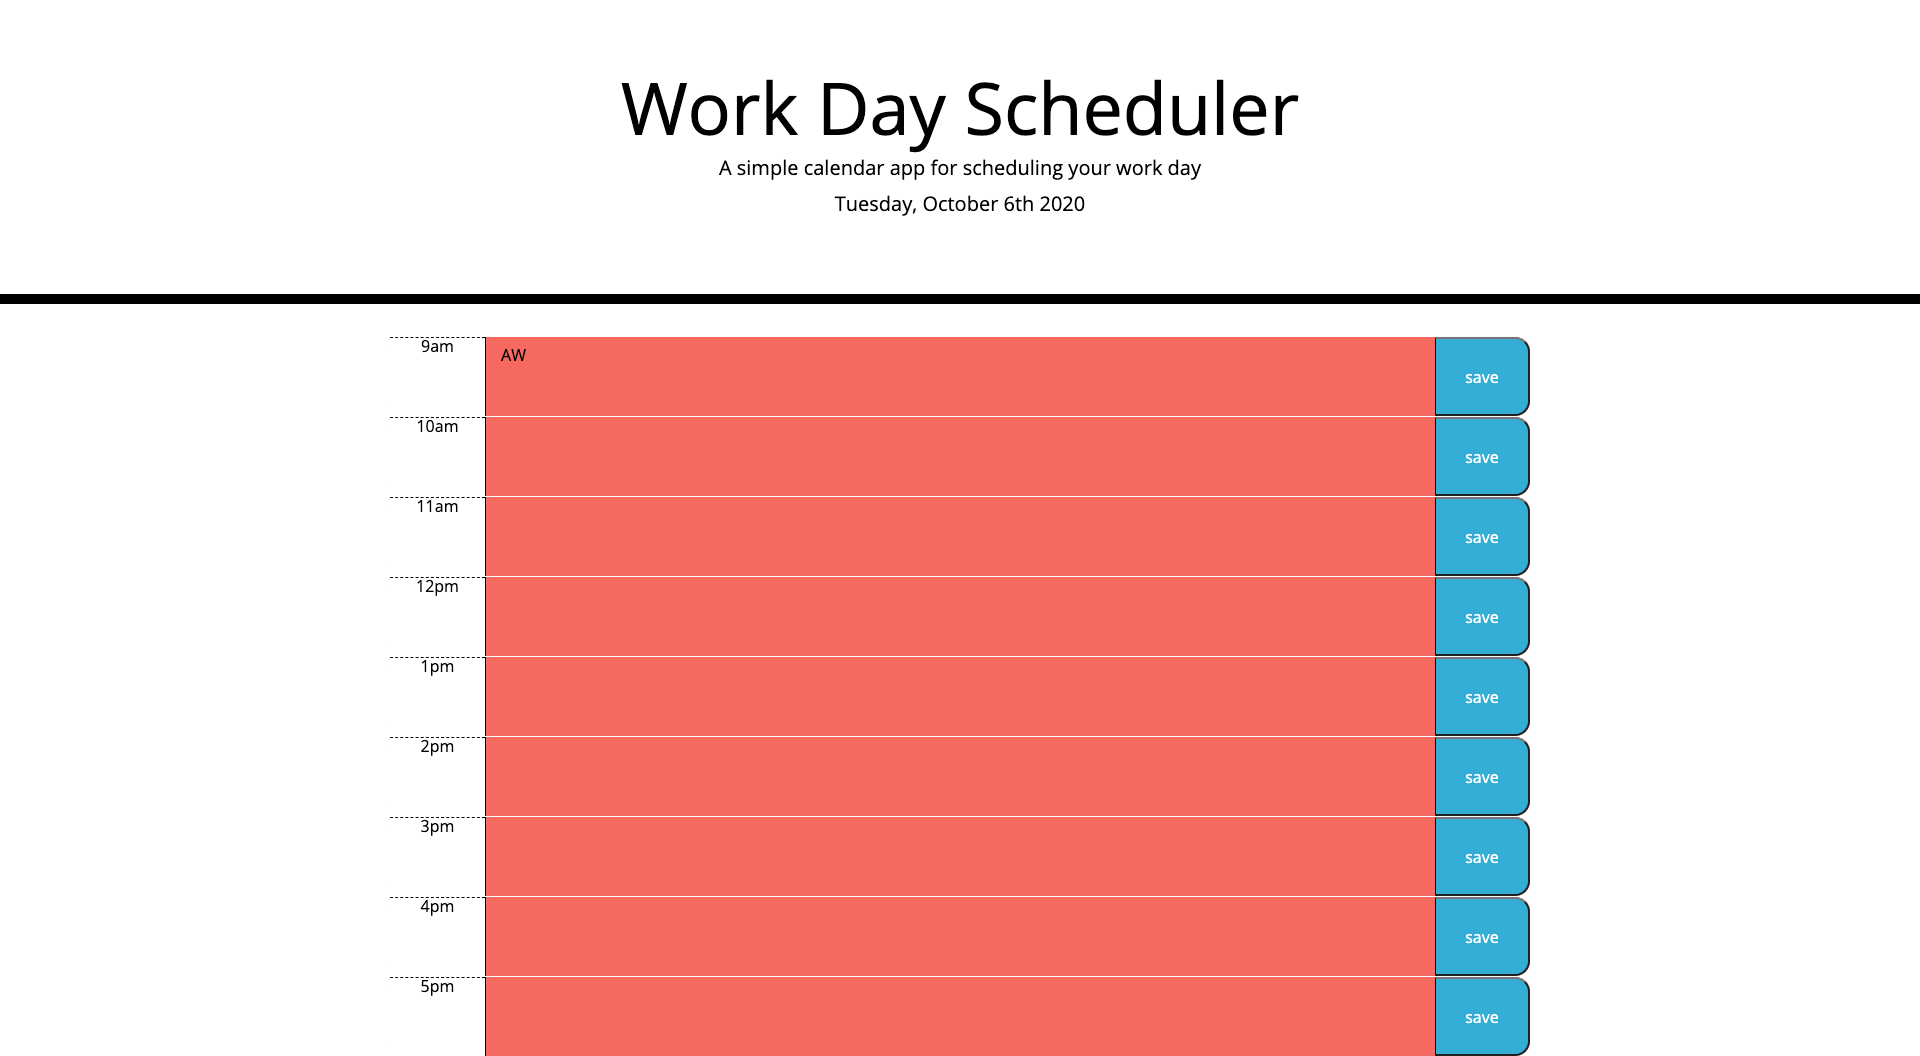 Work Day Scheduler
A simple calendar app for scheduling your work day
Tuesday, October 6th 2020
9am AW save
10am save
11am save
12pm save
1pm save
2pm save
3pm save
4pm save
5pm save